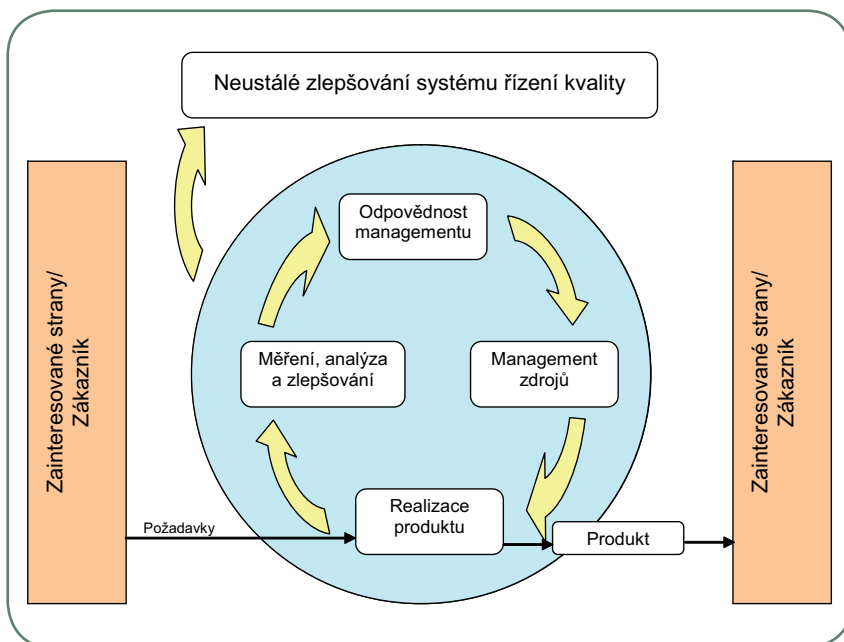 Neustálé zlepšování systému řízení kvality
Zainteresované strany/
Zákazník
Odpovědnost
managementu
Měření, analýza
a zlepšování
Management
zdrojů
Požadavky
Realizace
produktu
Produkt
Zainteresované strany/
Zákazník